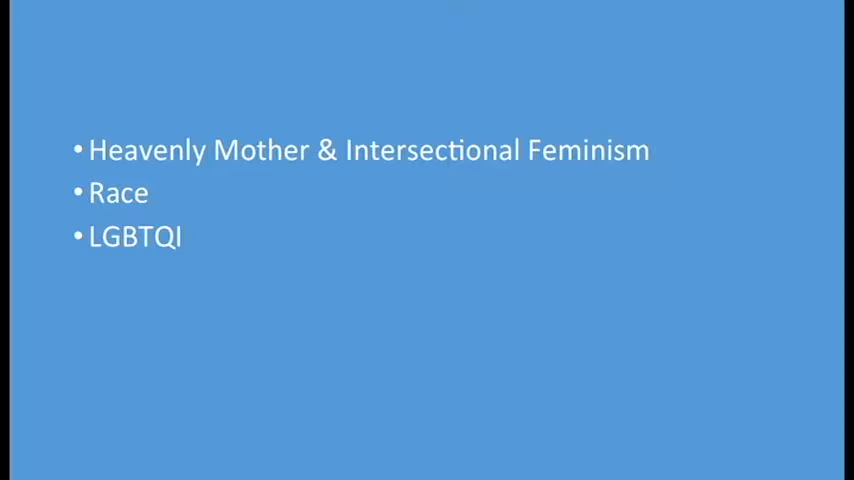 • Heavenly Mother & Intersectional Feminism
• Race
• LGBTQI